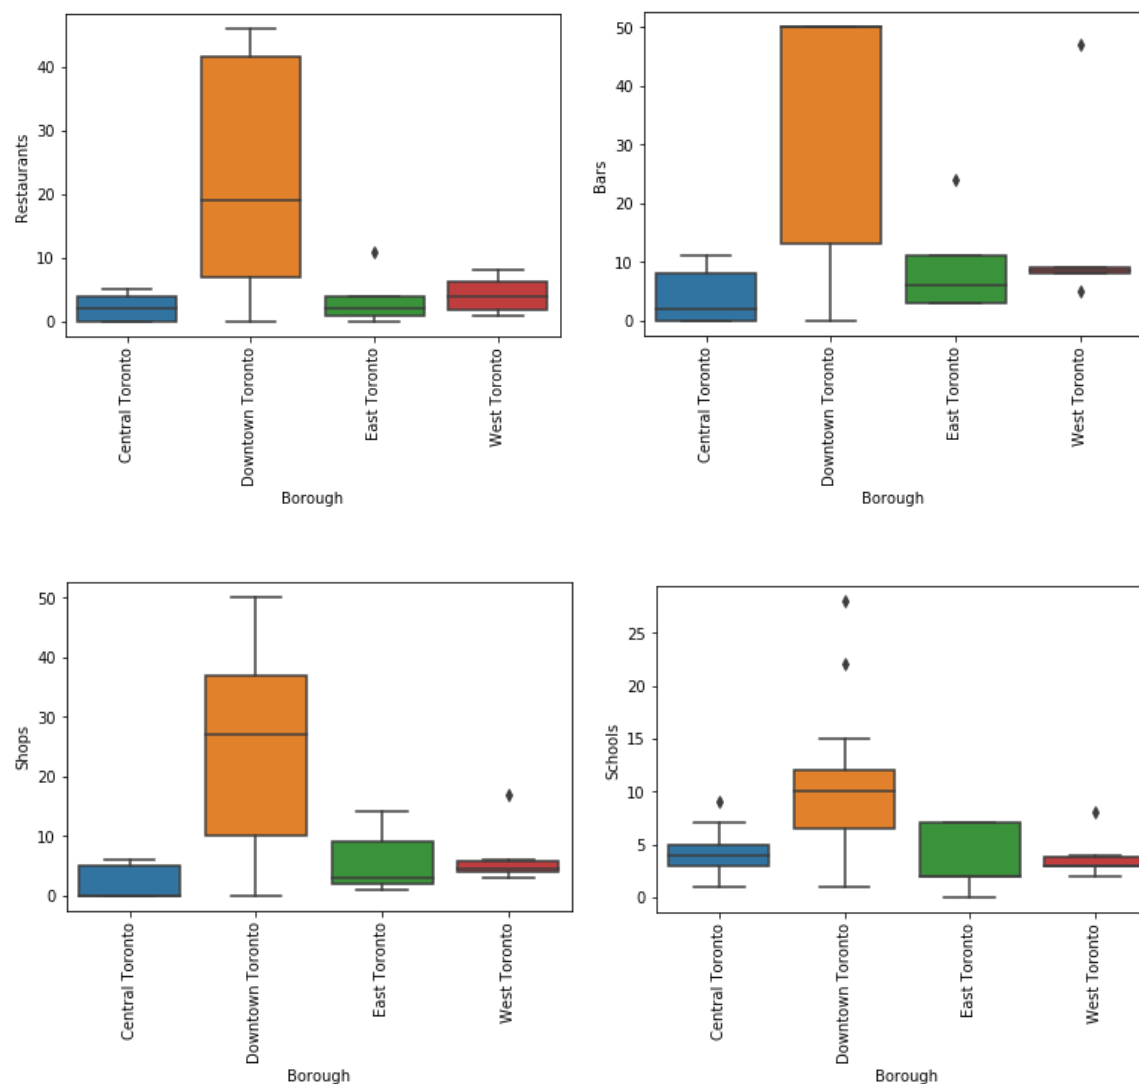 Restaurants
40
30
20
10
0
Central Toronto
Downtown Toronto
East Toronto
West Toronto
Borough
Bars
50
40
30
20
10
0
Central Toronto
Downtown Toronto
East Toronto
West Toronto
Borough
Shops
50
40
30
20
10
0
Central Toronto
Downtown Toronto
East Toronto
West Toronto
Borough
Schools
25
20
15
10
5
0
Central Toronto
Downtown Toronto
East Toronto
West Toronto
Borough